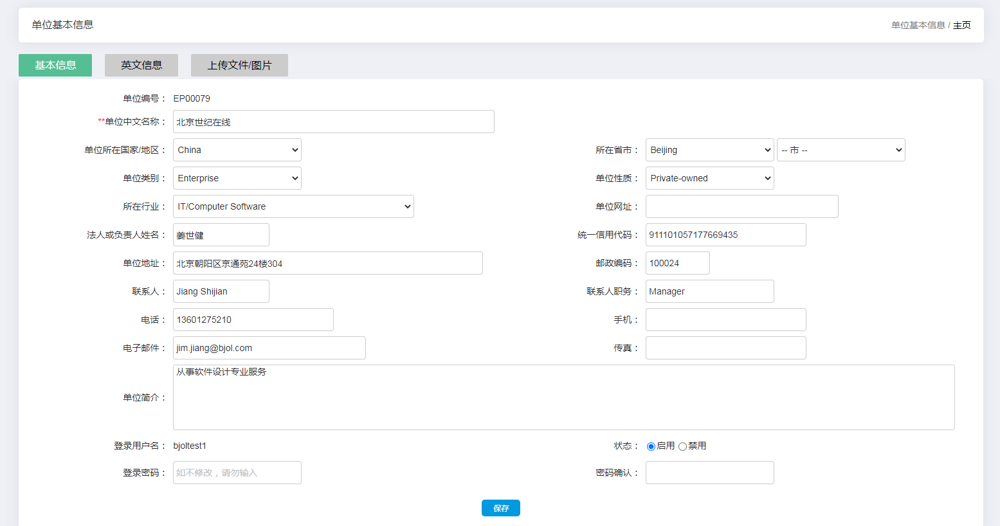 单位基本信息
单位基本信息 / 主页
基本信息 英文信息 上传文件/图片
单位编号： EP00079
**单位中文名称： 北京世纪在线
单位所在国家/地区： China 所在省市： Beijing -- 市 --
单位类别： Enterprise 单位性质： Private-owned
所在行业： IT/Computer Software 单位网址：
法人或负责人姓名： 姜世健 统一信用代码： 911101057177669435
单位地址： 北京朝阳区京通苑24楼304 邮政编码： 100024
联系人： Jiang Shijian 联系人职务： Manager
电话： 13601275210 手机：
电子邮件： jim.jiang@bjol.com 传真：
单位简介： 从事软件设计专业服务
登录用户名： bjoltest1 状态： 启用 禁用
登录密码： 如不修改，请勿输入 密码确认：
保存